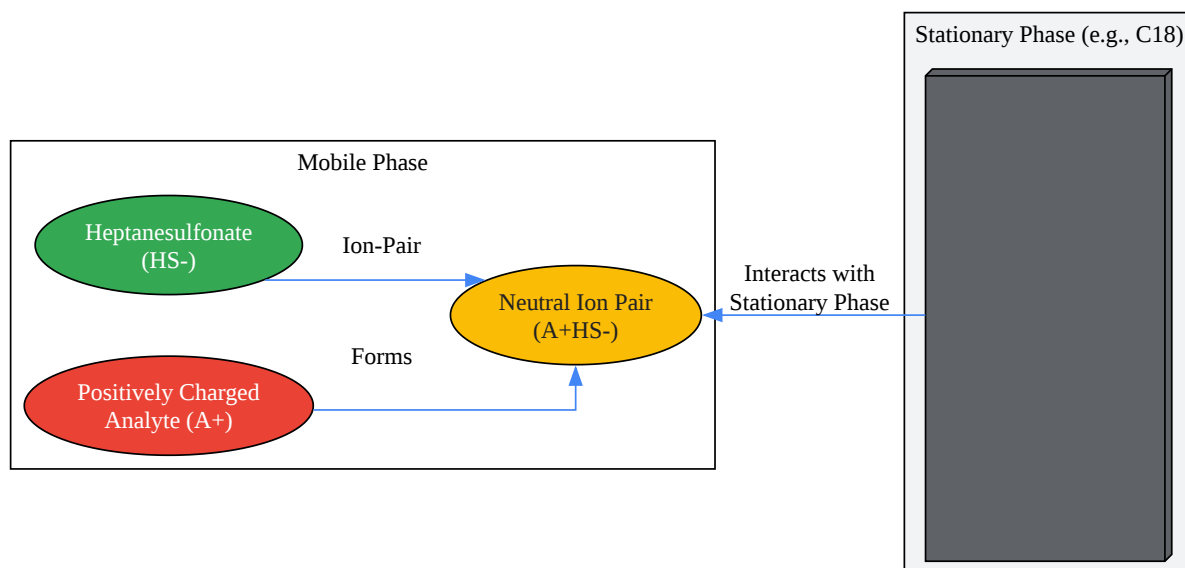 Stationary Phase (e.g., C18)
Mobile Phase
Heptanesulfonate
(HS-)
Ion-Pair
Interacts with
Stationary Phase
Neutral Ion Pair
(A+HS-)
Forms
Positively Charged
Analyte (A+)